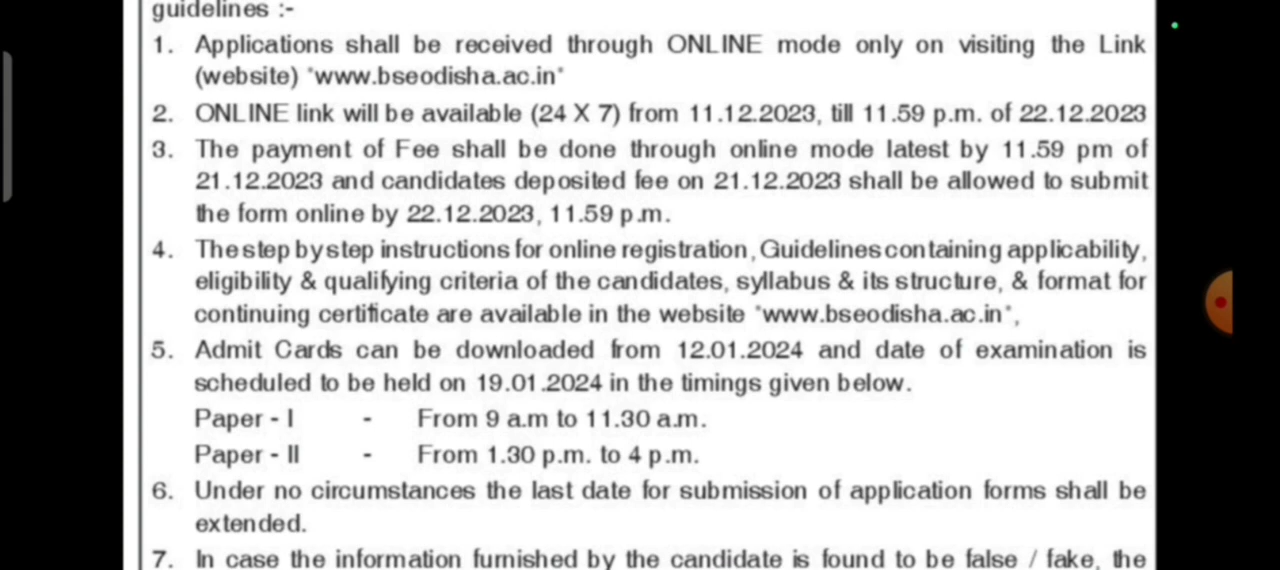 guidelines :-
1. Applications shall be received through ONLINE mode only on visiting the Link
(website) "www.bseodisha.ac.in"
2. ONLINE link will be available (24 X 7) from 11.12.2023, till 11.59 p.m. of 22.12.2023
3. The payment of Fee shall be done through online mode latest by 11.59 pm of
21.12.2023 and candidates deposited fee on 21.12.2023 shall be allowed to submit
the form online by 22.12.2023, 11.59 p.m.
4. The step by step instructions for online registration, Guidelines containing applicability,
eligibility & qualifying criteria of the candidates, syllabus & its structure, & format for
continuing certificate are available in the website "www.bseodisha.ac.in",
5. Admit Cards can be downloaded from 12.01.2024 and date of examination is
scheduled to be held on 19.01.2024 in the timings given below.
Paper - I - From 9 a.m to 11.30 a.m.
Paper - II - From 1.30 p.m. to 4 p.m.
6. Under no circumstances the last date for submission of application forms shall be
extended.
7. In case the information furnished by the candidate is found to be false / fake, the